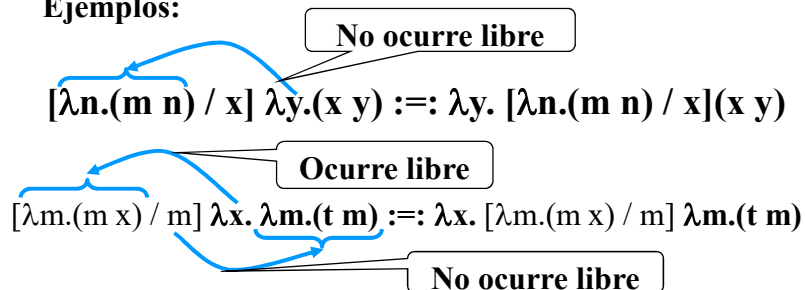 Ejemplos:
No ocurre libre
[λn.(m n) / x] λy.(x y) :=: λy. [λn.(m n) / x](x y)
Ocurre libre
[λm.(m x) / m] λx. λm.(t m) :=: λx. [λm.(m x) / m] λm.(t m)
No ocurre libre